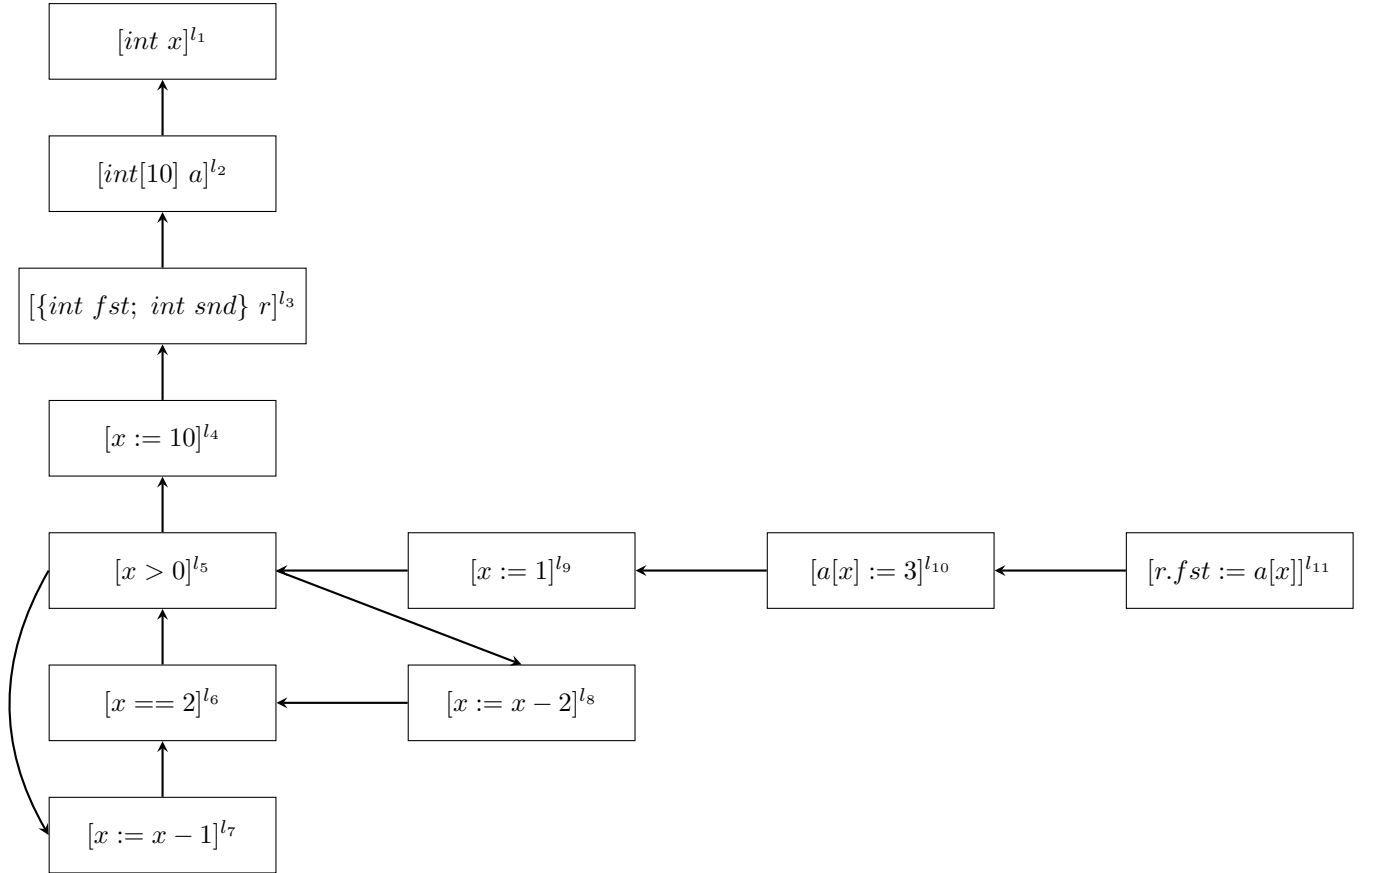 [int x]^{l_1}
[int[10] a]^{l_2}
[{int fst; int snd} r]^{l_3}
[x := 10]^{l_4}
[x > 0]^{l_5}
[x := 1]^{l_9}
[a[x] := 3]^{l_{10}}
[r.fst := a[x]]^{l_{11}}
[x == 2]^{l_6}
[x := x − 2]^{l_8}
[x := x − 1]^{l_7}